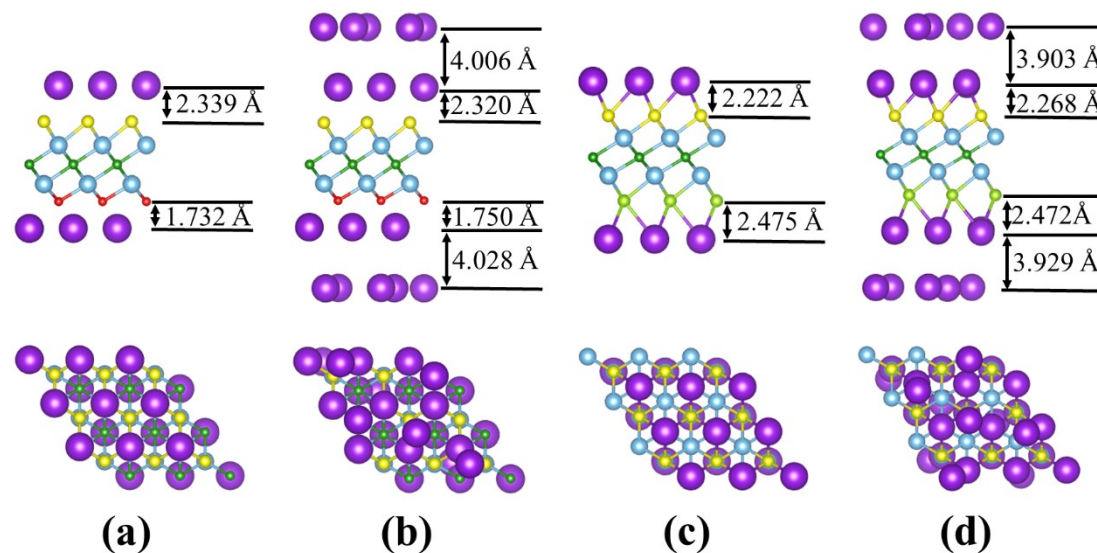 2.339 Å
1.732 Å
4.006 Å
2.320 Å
1.750 Å
4.028 Å
2.222 Å
2.475 Å
3.903 Å
2.268 Å
2.472Å
3.929 Å
(a)
(b)
(c)
(d)